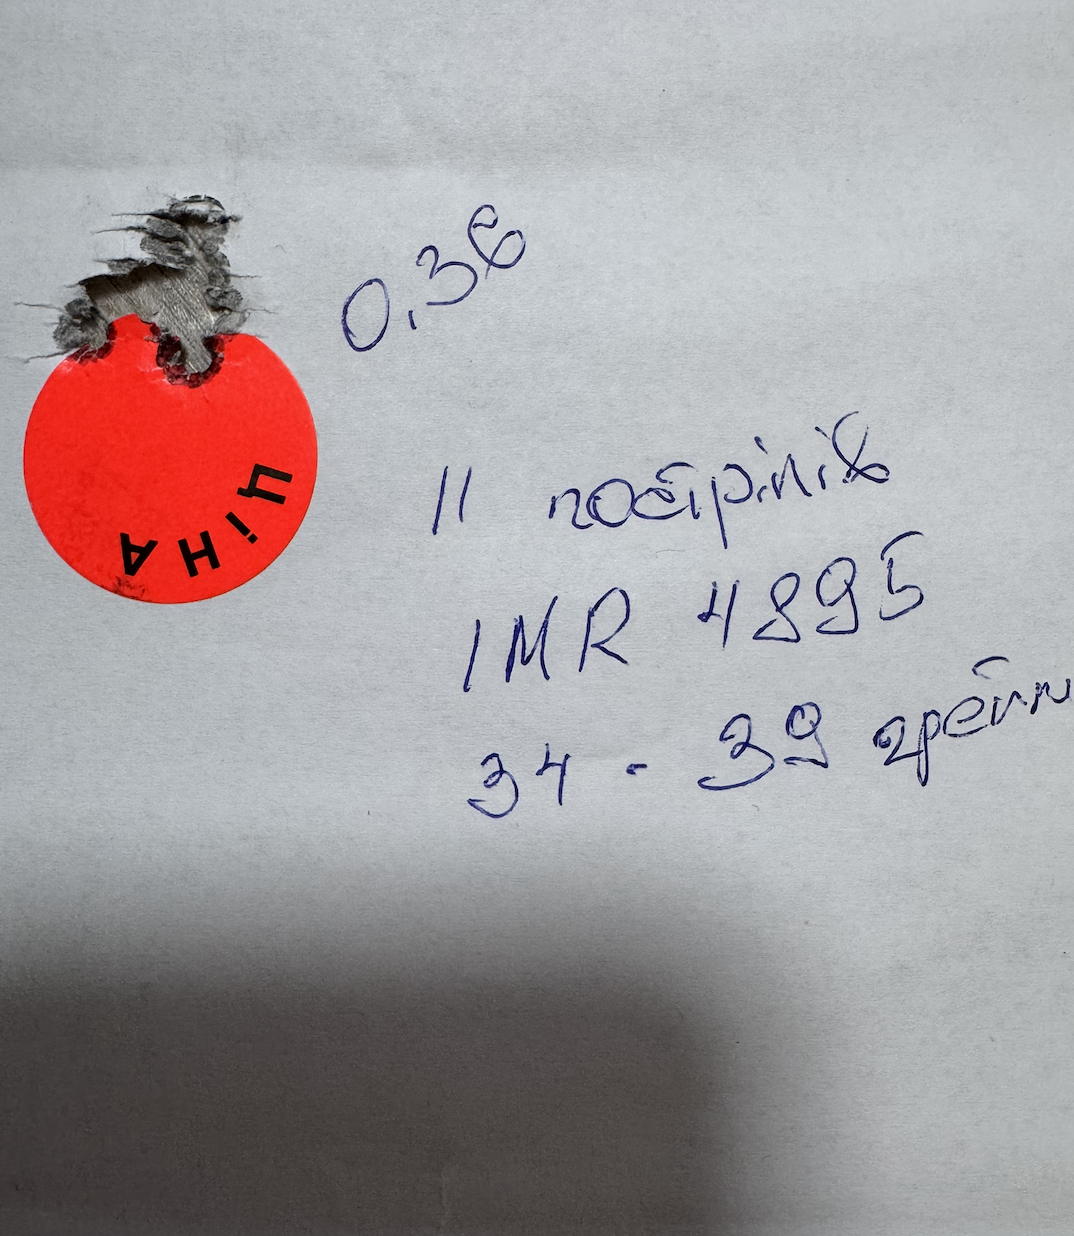 0,36
ЦІНА
11 пострілів
IMR 4895
34 - 39 грейн